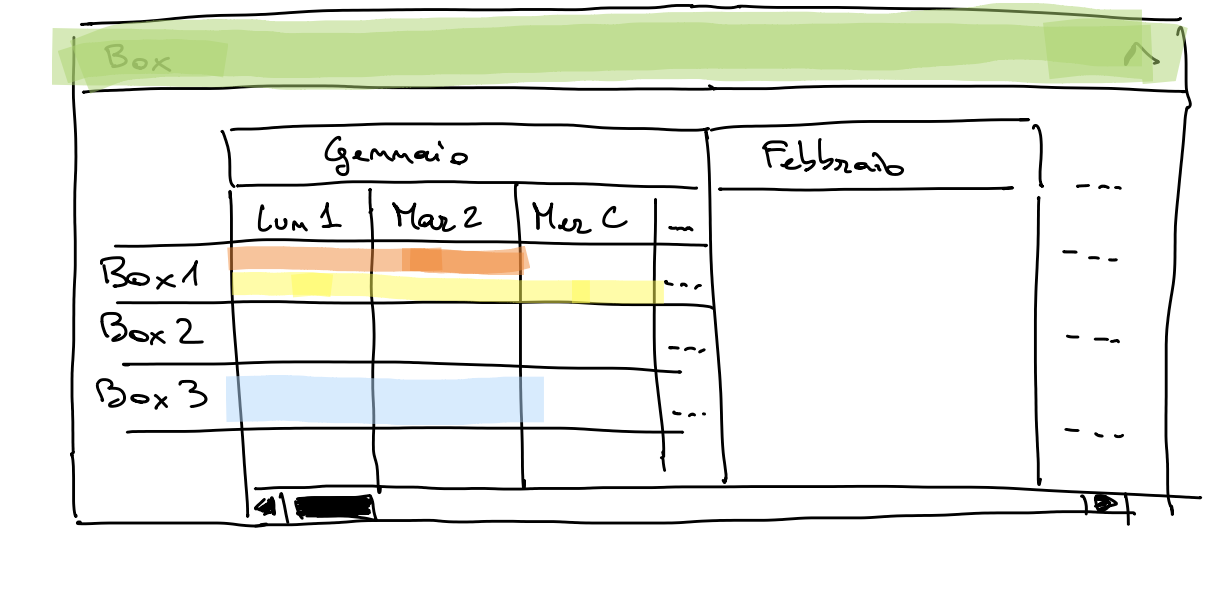 Box
Gennaio Febbraio
Lun 1 Mar 2 Mer C ...
Box 1
Box 2
Box 3